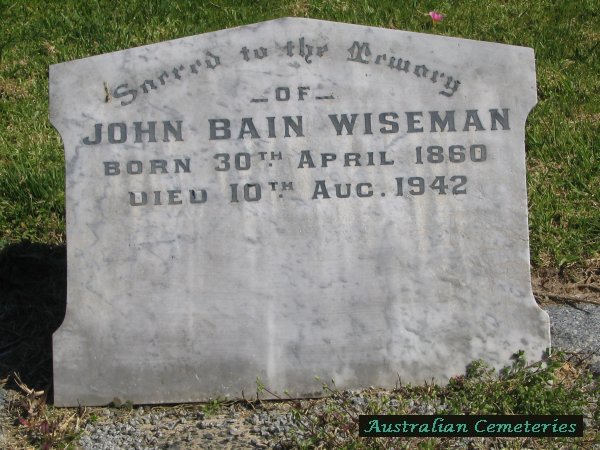 Sacred to the Memory
— OF —
JOHN BAIN WISEMAN
BORN 30TH APRIL 1860
DIED 10TH AUG. 1942
Australian Cemeteries